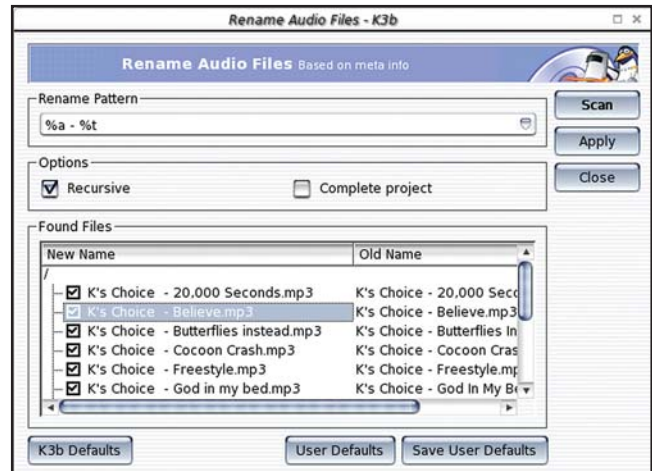 Rename Audio Files - K3b
Rename Audio Files Based on meta info
Rename Pattern
%a - %t
Scan
Apply
Close
Options
Recursive Complete project
Found Files
New Name Old Name
/
K's Choice - 20,000 Seconds.mp3 K's Choice - 20,000 Seco
K's Choice - Believe.mp3 K's Choice - Believe.mp3
K's Choice - Butterflies instead.mp3 K's Choice - Butterflies In
K's Choice - Cocoon Crash.mp3 K's Choice - Cocoon Cras
K's Choice - Freestyle.mp3 K's Choice - Freestyle.mp
K's Choice - God in my bed.mp3 K's Choice - God In My Be
K3b Defaults User Defaults Save User Defaults